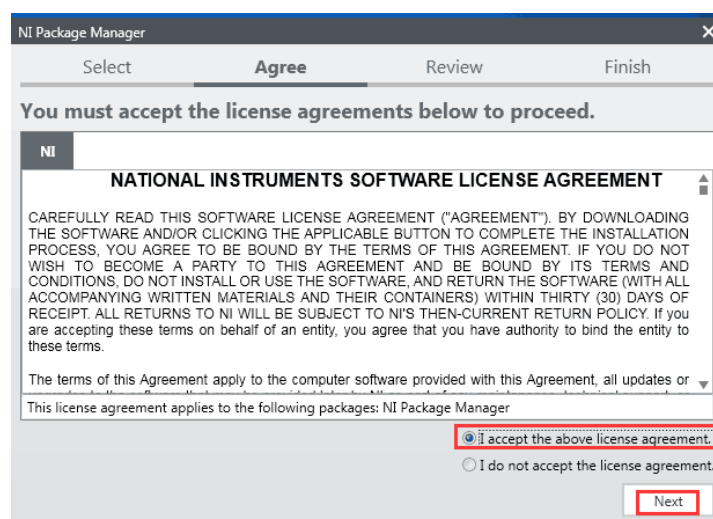 NI Package Manager
Select Agree Review Finish
You must accept the license agreements below to proceed.
NI
NATIONAL INSTRUMENTS SOFTWARE LICENSE AGREEMENT
CAREFULLY READ THIS SOFTWARE LICENSE AGREEMENT ("AGREEMENT"). BY DOWNLOADING
THE SOFTWARE AND/OR CLICKING THE APPLICABLE BUTTON TO COMPLETE THE INSTALLATION
PROCESS, YOU AGREE TO BE BOUND BY THE TERMS OF THIS AGREEMENT. IF YOU DO NOT
WISH TO BECOME A PARTY TO THIS AGREEMENT AND BE BOUND BY ITS TERMS AND
CONDITIONS, DO NOT INSTALL OR USE THE SOFTWARE, AND RETURN THE SOFTWARE (WITH ALL
ACCOMPANYING WRITTEN MATERIALS AND THEIR CONTAINERS) WITHIN THIRTY (30) DAYS OF
RECEIPT. ALL RETURNS TO NI WILL BE SUBJECT TO NI'S THEN-CURRENT RETURN POLICY. If you
are accepting these terms on behalf of an entity, you agree that you have authority to bind the entity to
these terms.
The terms of this Agreement apply to the computer software provided with this Agreement, all updates or
This license agreement applies to the following packages: NI Package Manager
I accept the above license agreement.
I do not accept the license agreement.
Next